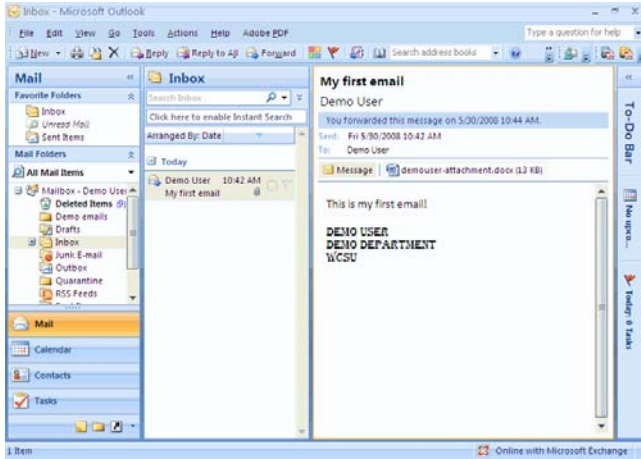 Inbox - Microsoft Outlook
File Edit View Go Tools Actions Help Adobe PDF
Type a question for help
New Reply Reply to All Forward Search address books
Mail
Favorite Folders
Inbox
Unread Mail
Sent Items
Mail Folders
All Mail Items
Mailbox - Demo User
Deleted Items
Demo emails
Drafts
Inbox
Junk E-mail
Outbox
Quarantine
RSS Feeds
Mail
Calendar
Contacts
Tasks
1 Item
Inbox
Search Inbox
Click here to enable Instant Search
Arranged By: Date
Today
Demo User 10:42 AM
My first email
My first email
Demo User
You forwarded this message on 5/30/2008 10:44 AM.
Sent: Fri 5/30/2008 10:42 AM
To: Demo User
Message demouser-attachment.docx (13 KB)
This is my first email!
DEMO USER
DEMO DEPARTMENT
WCSU
To-Do Bar
No upco...
Today: 0 Tasks
Online with Microsoft Exchange